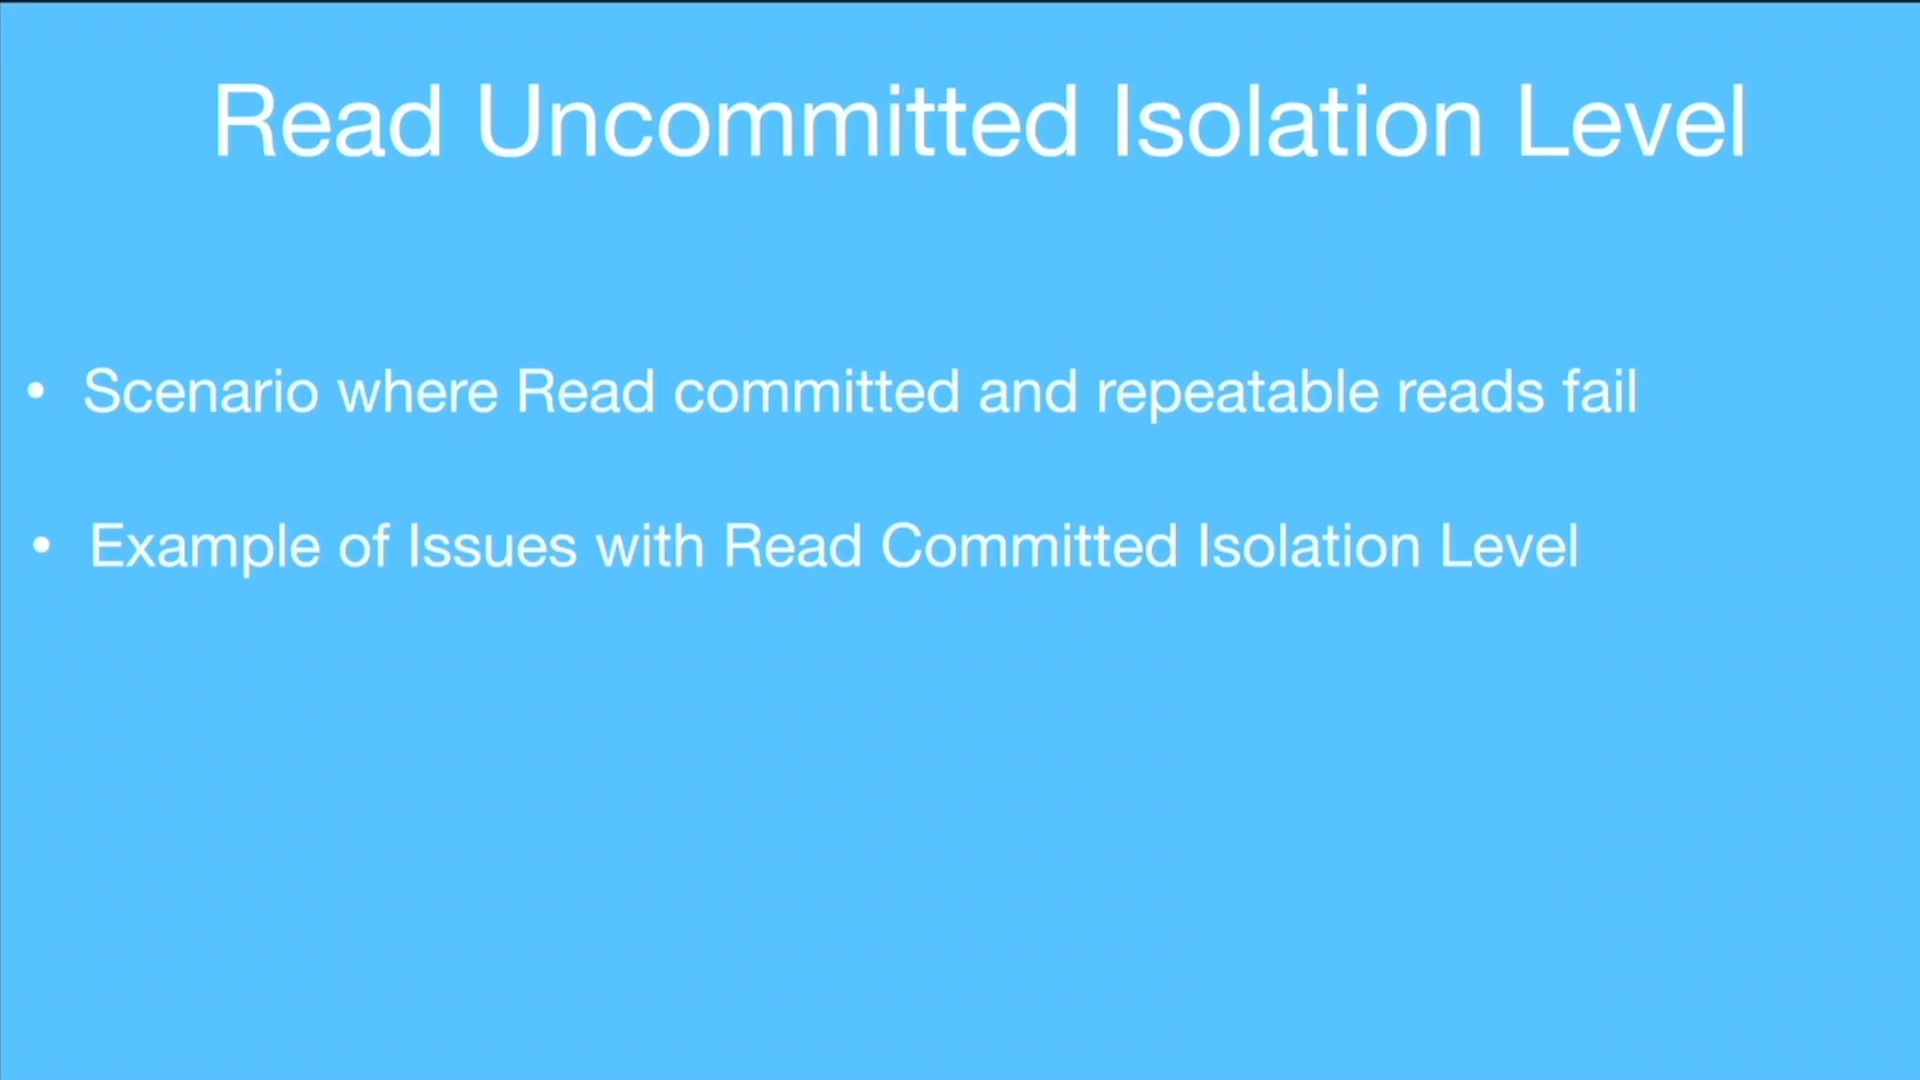 Read Uncommitted Isolation Level
• Scenario where Read committed and repeatable reads fail
• Example of Issues with Read Committed Isolation Level